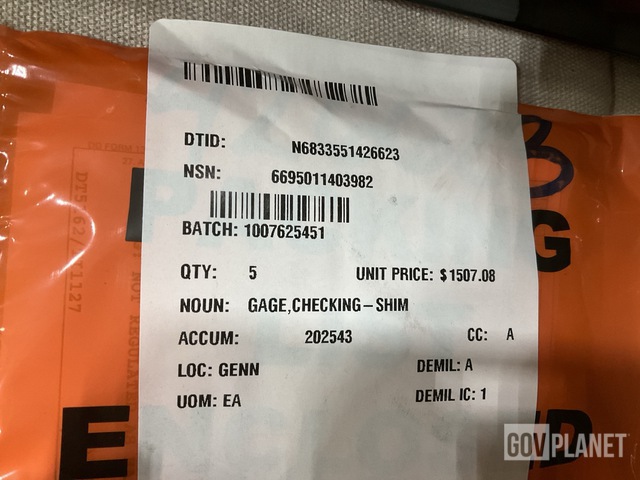 DTID: N6833551426623
NSN: 6695011403982
BATCH: 1007625451
QTY: 5 UNIT PRICE: $1507.08
NOUN: GAGE,CHECKING-SHIM
ACCUM: 202543 CC: A
LOC: GENN DEMIL: A
UOM: EA DEMIL IC: 1
GOVPLANET